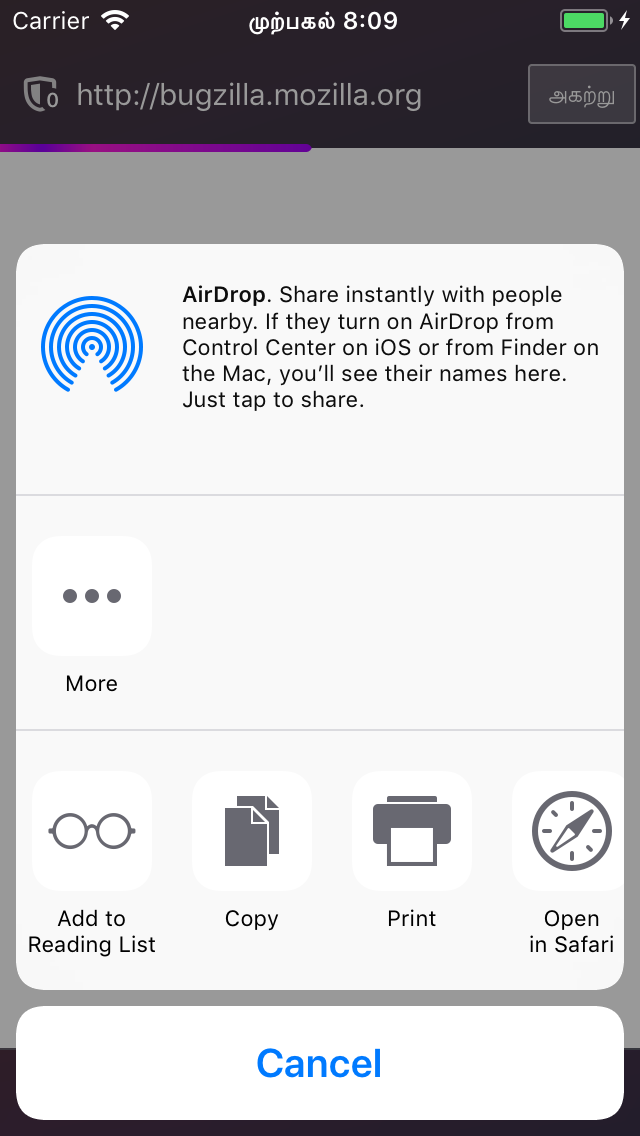 Carrier முற்பகல் 8:09
0 http://bugzilla.mozilla.org அகற்று
AirDrop. Share instantly with people
nearby. If they turn on AirDrop from
Control Center on iOS or from Finder on
the Mac, you’ll see their names here.
Just tap to share.
More
Add to
Reading List
Copy
Print
Open
in Safari
Cancel